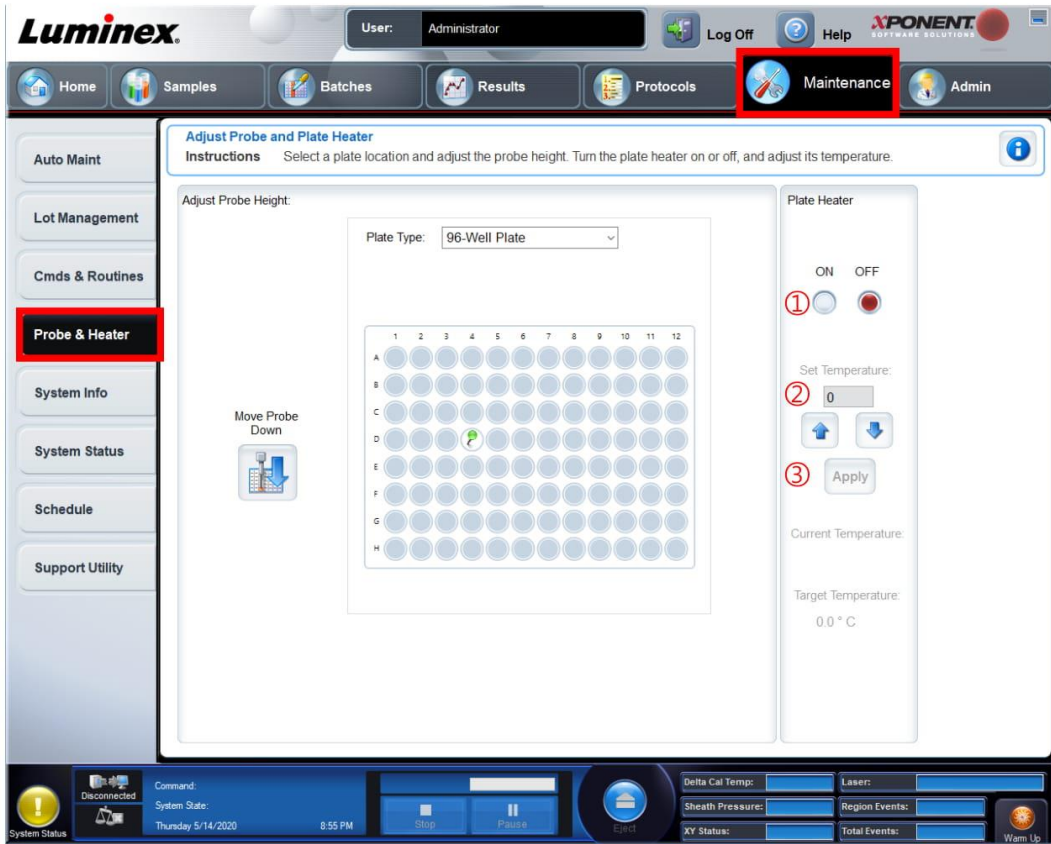 Luminex.
User: Administrator
Log Off
Help
XPONENT.
SOFTWARE SOLUTIONS
Home
Samples
Batches
Results
Protocols
Maintenance
Admin
Auto Maint
Lot Management
Cmds & Routines
Probe & Heater
System Info
System Status
Schedule
Support Utility
Adjust Probe and Plate Heater
Instructions Select a plate location and adjust the probe height. Turn the plate heater on or off, and adjust its temperature.
Adjust Probe Height:
Plate Type: 96-Well Plate
1 2 3 4 5 6 7 8 9 10 11 12
A
B
C
D
E
F
G
H
Move Probe
Down
Plate Heater
ON OFF
①
Set Temperature:
② 0
③ Apply
Current Temperature:
Target Temperature:
0.0 ° C
System Status
Disconnected
Command:
System State:
Thursday 5/14/2020 8:55 PM
Stop
Pause
Eject
Delta Cal Temp:
Sheath Pressure:
XY Status:
Laser:
Region Events:
Total Events:
Warm Up